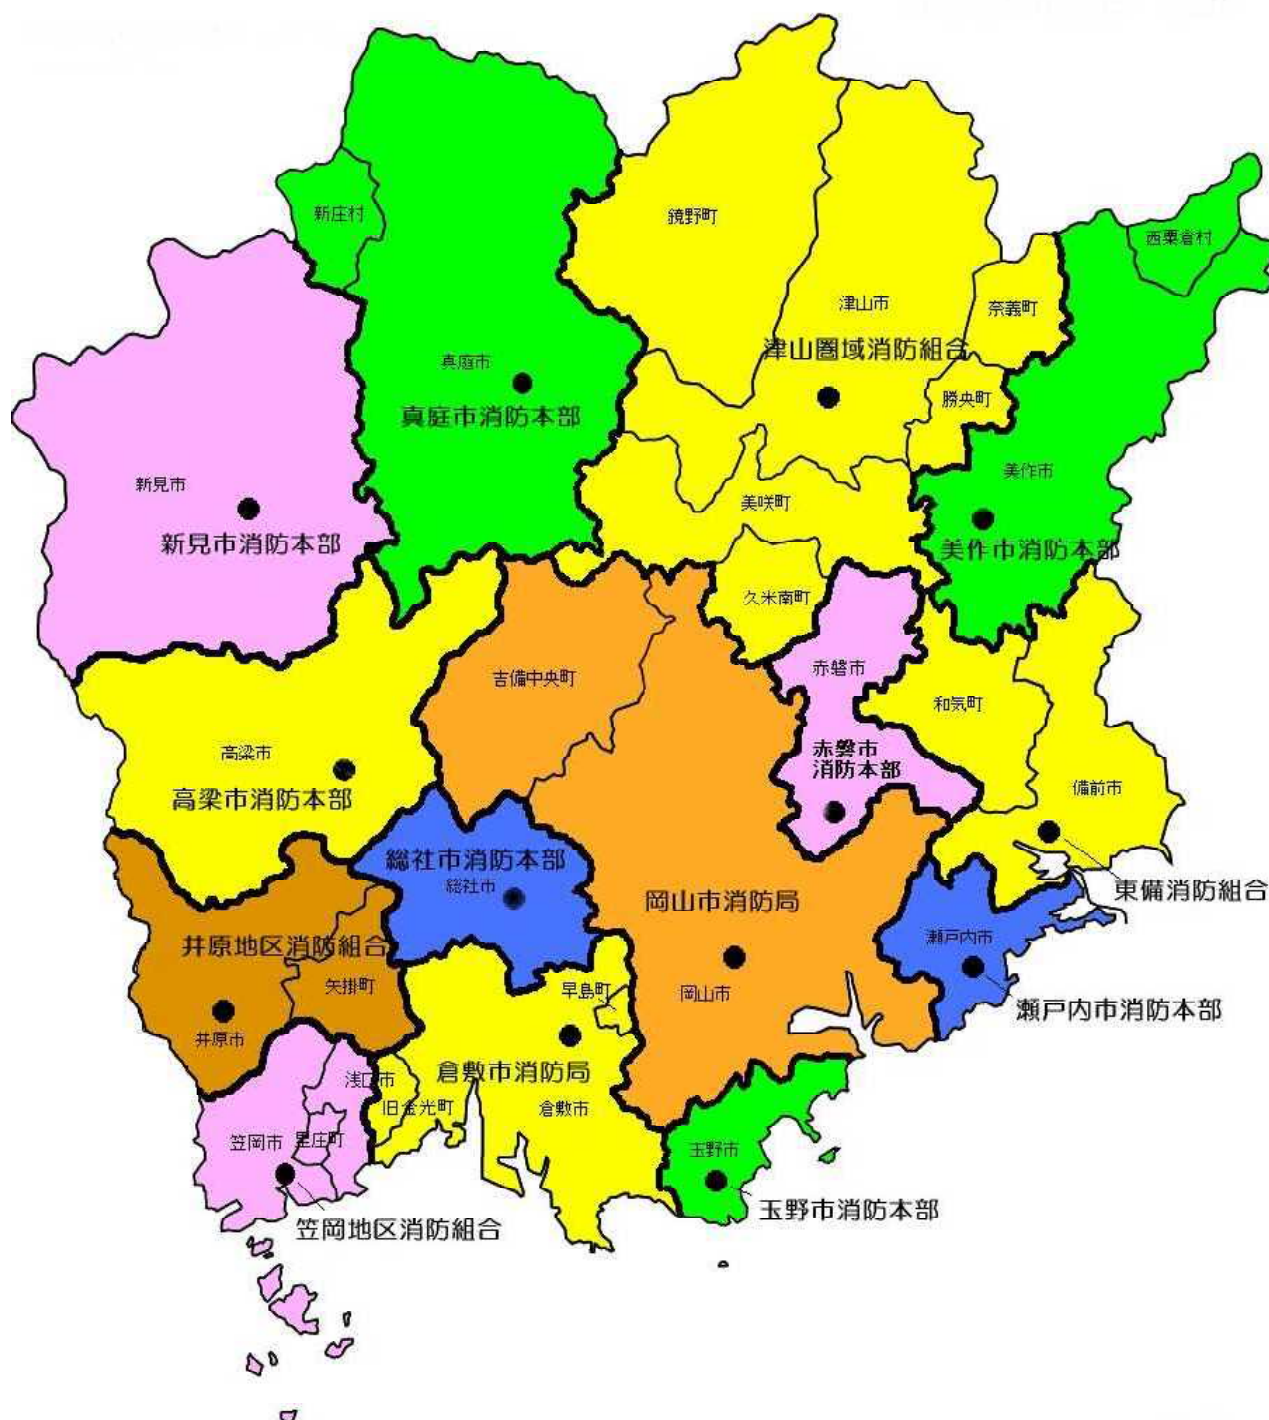 新庄村
鏡野町
西粟倉村
津山市
奈義町
津山圏域消防組合
真庭市
真庭市消防本部
勝央町
新見市
新見市消防本部
美咲町
美作市
美作市消防本部
久米南町
吉備中央町
赤磐市
赤磐市
消防本部
和気町
高梁市
高梁市消防本部
備前市
東備消防組合
総社市消防本部
総社市
岡山市消防局
岡山市
井原地区消防組合
矢掛町
井原市
早島町
瀬戸内市
瀬戸内市消防本部
倉敷市消防局
倉敷市
浅口市
旧金光町
笠岡市
里庄町
笠岡地区消防組合
玉野市
玉野市消防本部